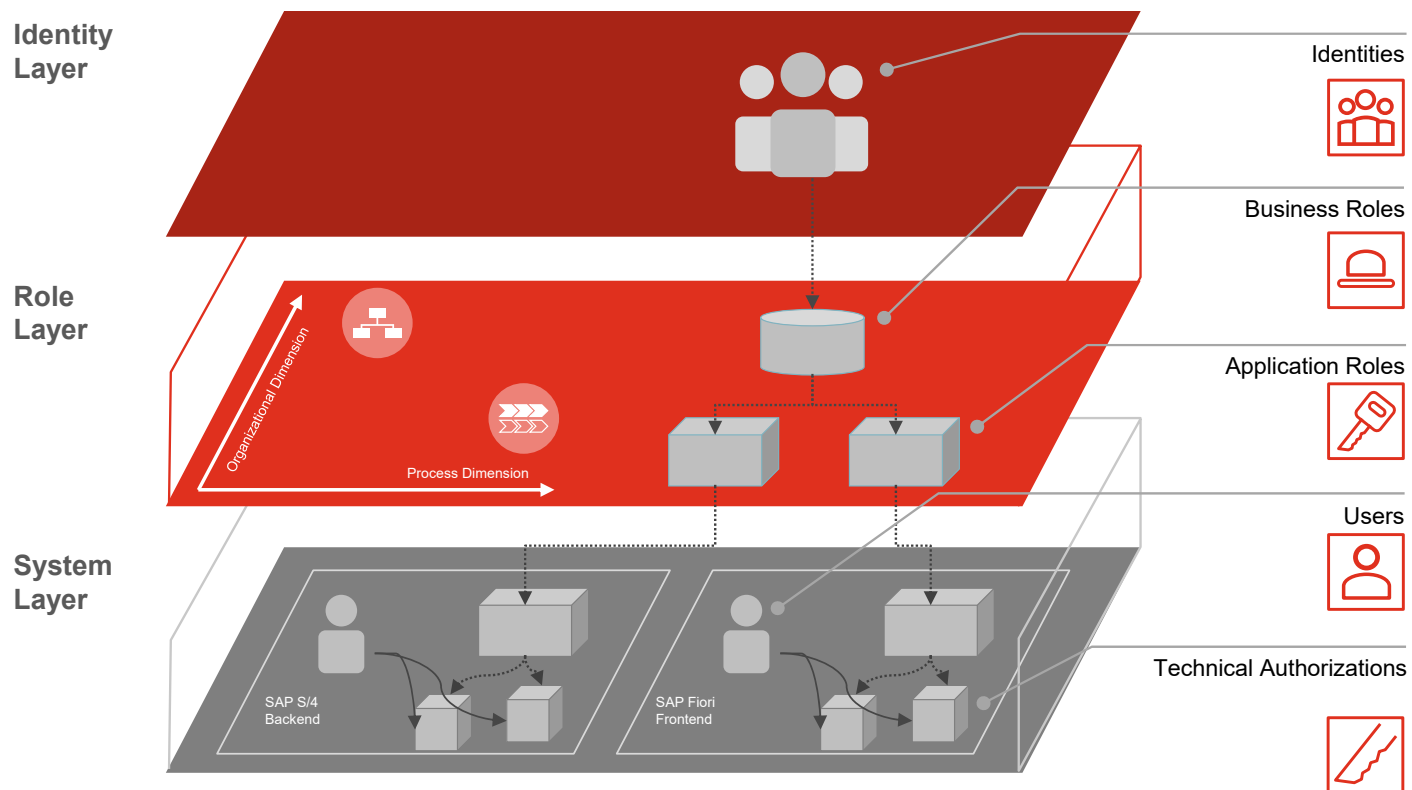 Identity
Layer
Identities
Business Roles
Role
Layer
Organizational Dimension
Process Dimension
Application Roles
Users
System
Layer
SAP S/4
Backend
SAP Fiori
Frontend
Technical Authorizations